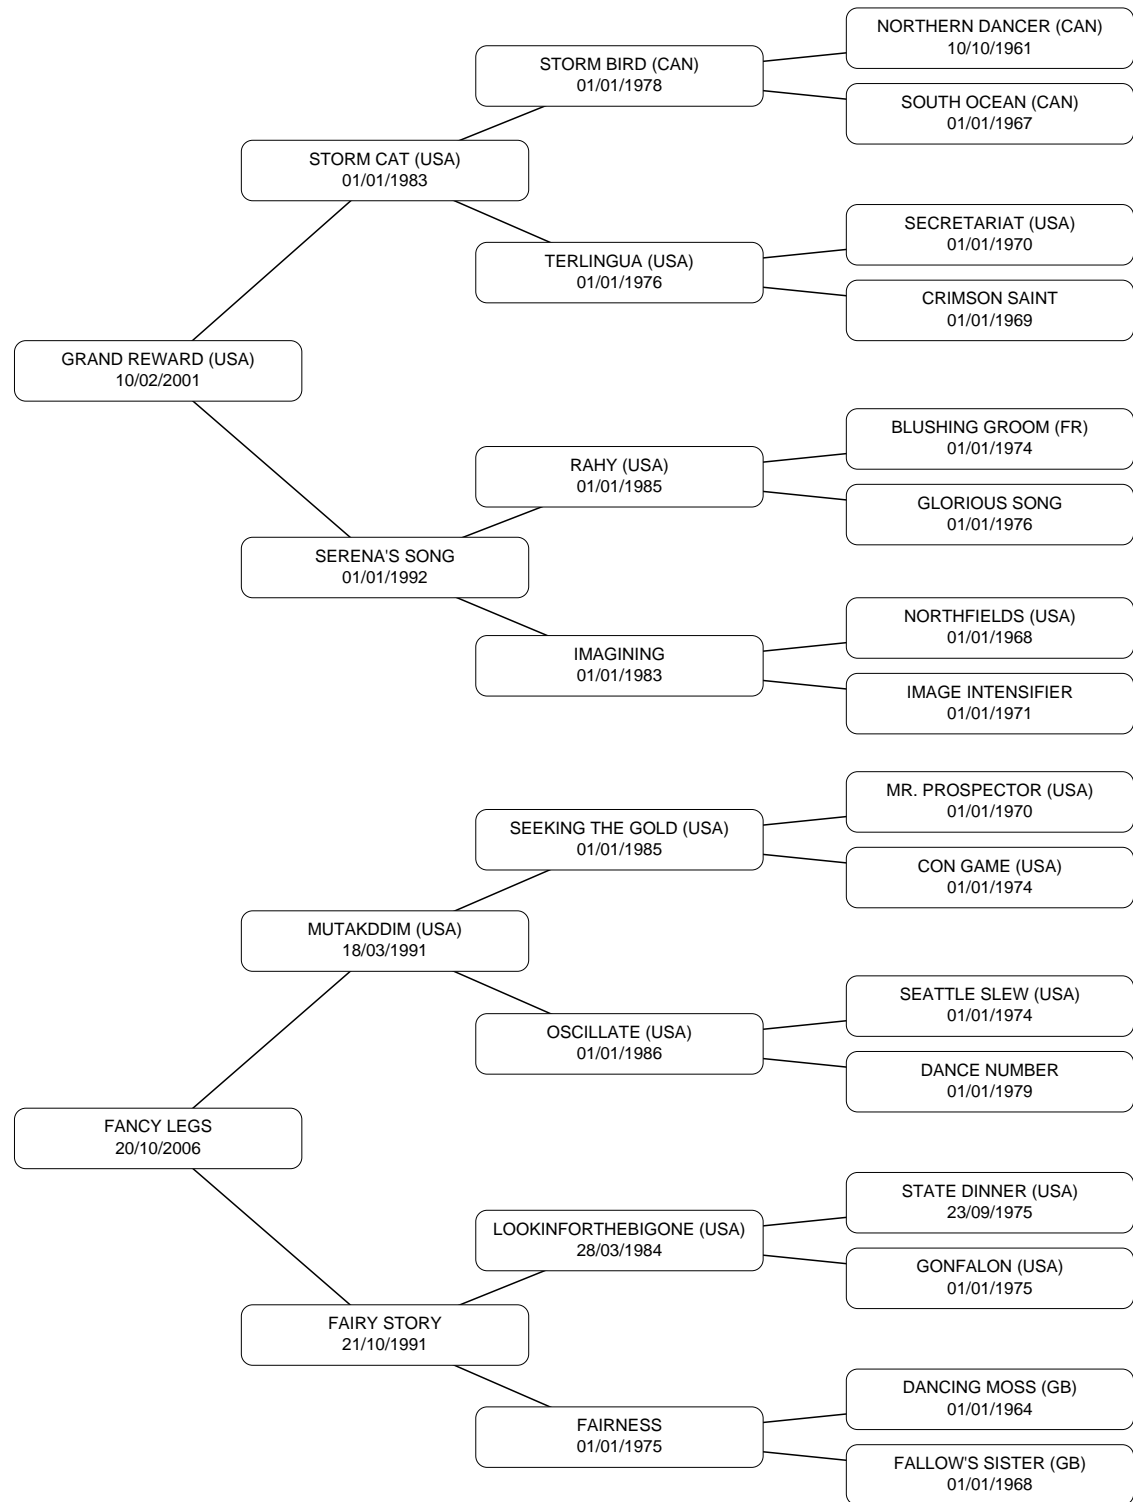 NORTHERN DANCER (CAN)
10/10/1961
STORM BIRD (CAN)
01/01/1978
SOUTH OCEAN (CAN)
01/01/1967
STORM CAT (USA)
01/01/1983
SECRETARIAT (USA)
01/01/1970
TERLINGUA (USA)
01/01/1976
CRIMSON SAINT
01/01/1969
GRAND REWARD (USA)
10/02/2001
BLUSHING GROOM (FR)
01/01/1974
RAHY (USA)
01/01/1985
GLORIOUS SONG
01/01/1976
SERENA'S SONG
01/01/1992
NORTHFIELDS (USA)
01/01/1968
IMAGINING
01/01/1983
IMAGE INTENSIFIER
01/01/1971
MR. PROSPECTOR (USA)
01/01/1970
SEEKING THE GOLD (USA)
01/01/1985
CON GAME (USA)
01/01/1974
MUTAKDDIM (USA)
18/03/1991
SEATTLE SLEW (USA)
01/01/1974
OSCILLATE (USA)
01/01/1986
DANCE NUMBER
01/01/1979
FANCY LEGS
20/10/2006
STATE DINNER (USA)
23/09/1975
LOOKINFORTHEBIGONE (USA)
28/03/1984
GONFALON (USA)
01/01/1975
FAIRY STORY
21/10/1991
DANCING MOSS (GB)
01/01/1964
FAIRNESS
01/01/1975
FALLOW'S SISTER (GB)
01/01/1968